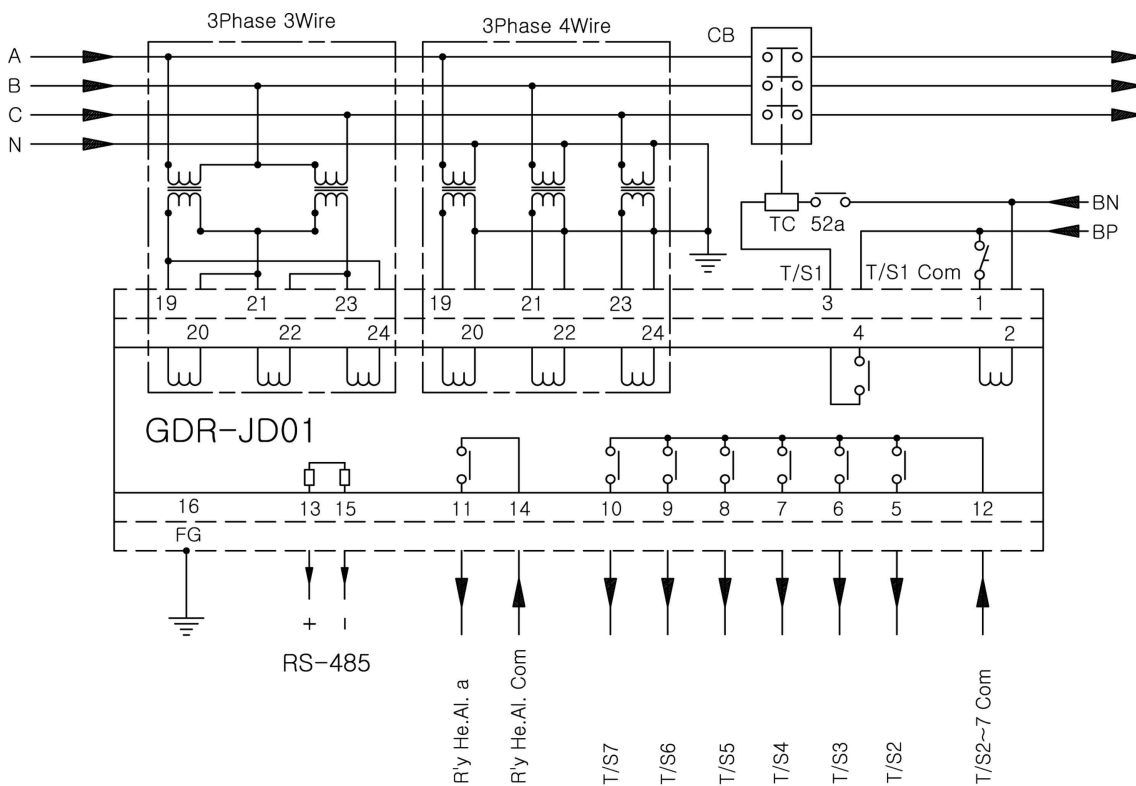 3Phase 3Wire
3Phase 4Wire
CB
A
B
C
N
BN
TC 52a
BP
T/S1
T/S1 Com
19 21 23 19 21 23 3 1
20 22 24 20 22 24 4 2
GDR-JD01
16 13 15 11 14 10 9 8 7 6 5 12
FG
+ -
RS-485
R'y He.Al. a
R'y He.Al. Com
T/S7
T/S6
T/S5
T/S4
T/S3
T/S2
T/S2~7 Com